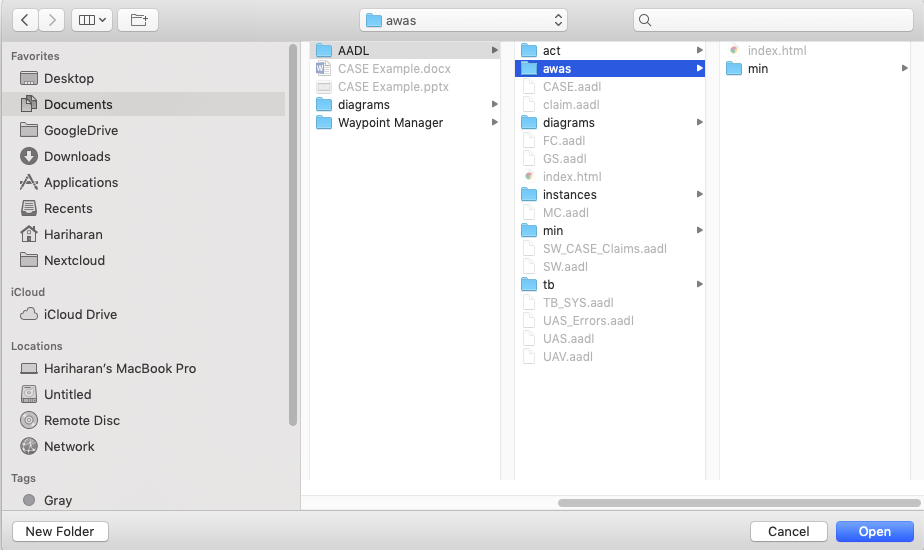 awas
Favorites
Desktop
Documents
GoogleDrive
Downloads
Applications
Recents
Hariharan
Nextcloud
iCloud
iCloud Drive
Locations
Hariharan's MacBook Pro
Untitled
Remote Disc
Network
Tags
Gray
AADL
CASE Example.docx
CASE Example.pptx
diagrams
Waypoint Manager
act
awas
CASE.aadl
claim.aadl
diagrams
FC.aadl
GS.aadl
index.html
instances
MC.aadl
min
SW_CASE_Claims.aadl
SW.aadl
tb
TB_SYS.aadl
UAS_Errors.aadl
UAS.aadl
UAV.aadl
index.html
min
New Folder
Cancel
Open